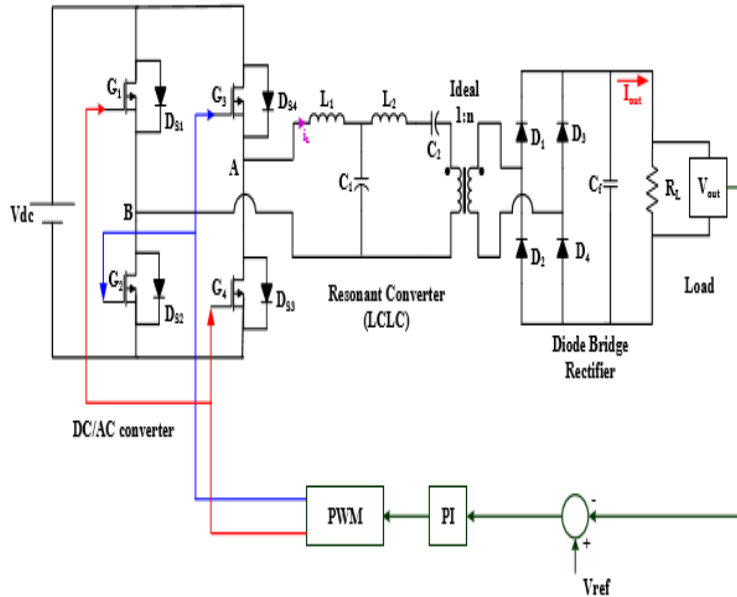 G1
DS1
G3
DS4
L1
L2
Ideal
1:n
Iout
iL
C2
D1
D3
A
C1
Cf
RL
Vout
Vdc
B
G2
DS2
G4
DS3
D2
D4
Resonant Converter
(LCLC)
Load
Diode Bridge
Rectifier
DC/AC converter
PWM
PI
-
+
Vref